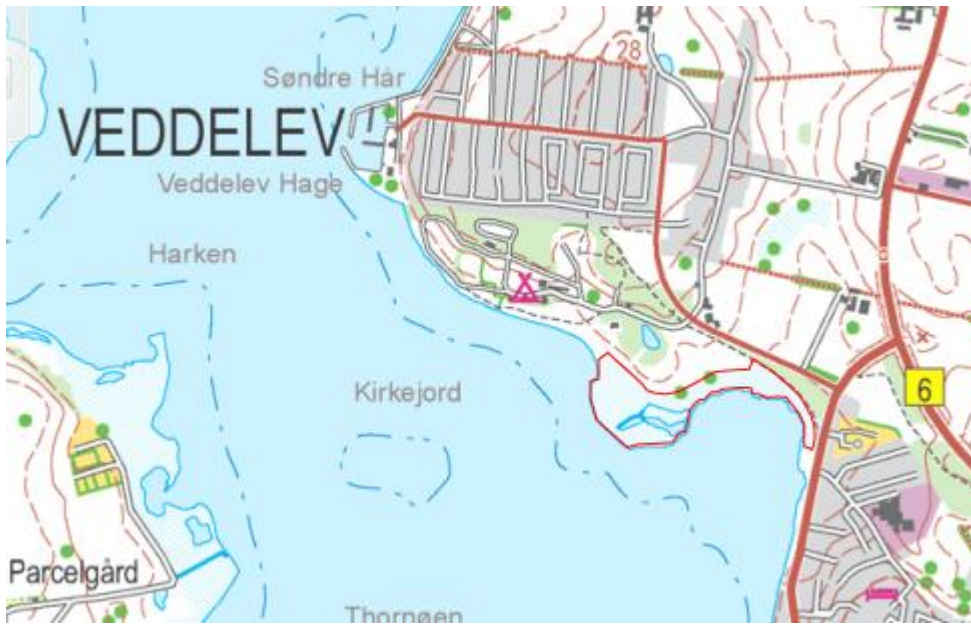 28
Søndre Hår
VEDDELEV
Veddelev Hage
Harken
Kirkejord
6
Parcelgård
Thornøen